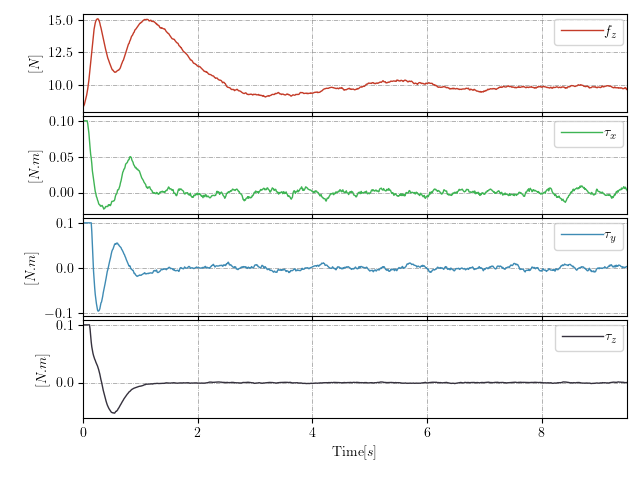 15.0
12.5
10.0
[N]
f_z
0.10
0.05
0.00
[N.m]
τ_x
0.1
0.0
−0.1
[N.m]
τ_y
0.1
0.0
[N.m]
τ_z
0 2 4 6 8
Time[s]